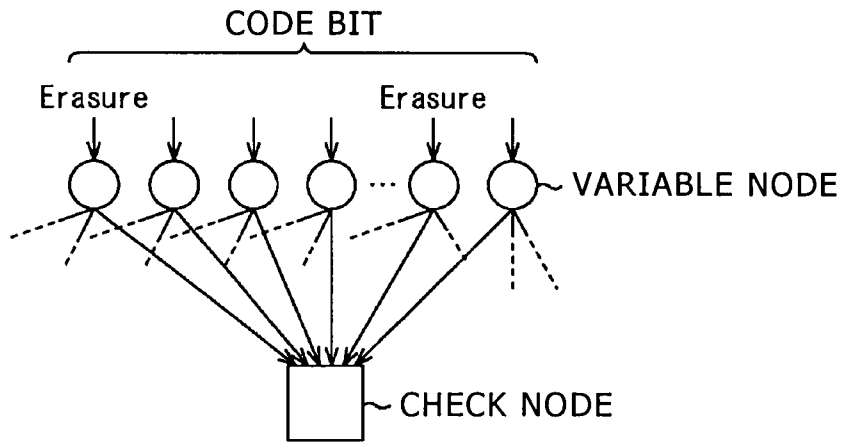 CODE BIT
Erasure Erasure
...
VARIABLE NODE
CHECK NODE